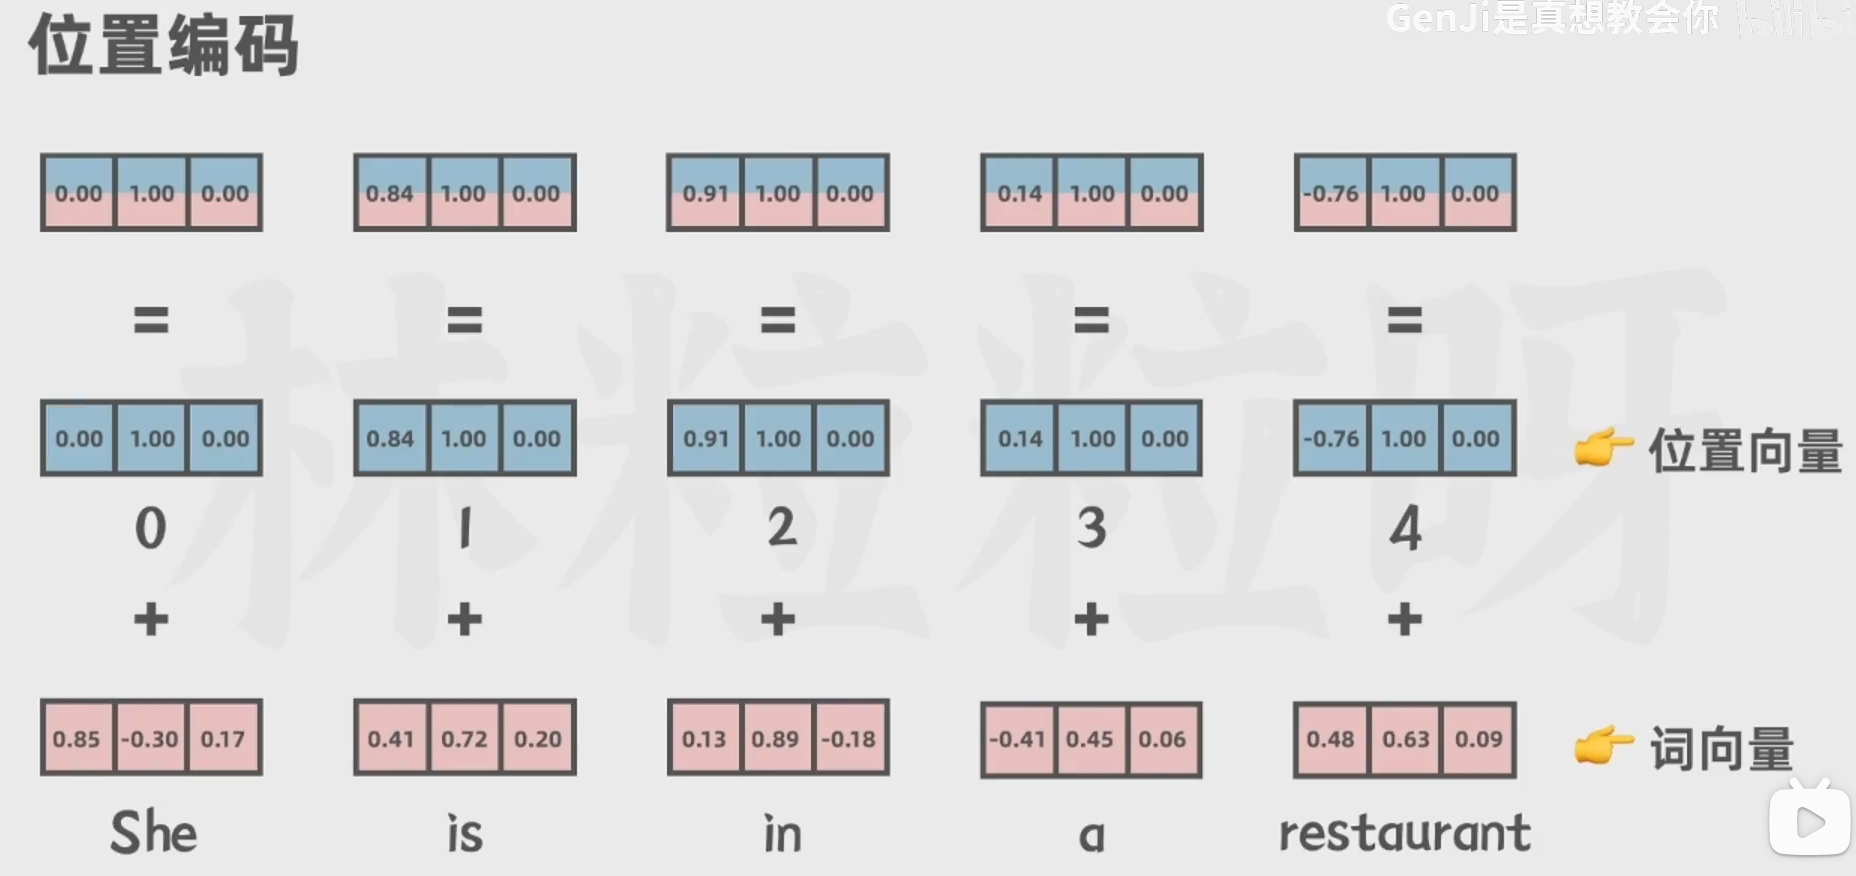 GenJi是真想教会你 bilibili
位置编码
0.00 1.00 0.00 0.84 1.00 0.00 0.91 1.00 0.00 0.14 1.00 0.00 -0.76 1.00 0.00
= = = = =
0.00 1.00 0.00 0.84 1.00 0.00 0.91 1.00 0.00 0.14 1.00 0.00 -0.76 1.00 0.00 👉 位置向量
0 1 2 3 4
+ + + + +
0.85 -0.30 0.17 0.41 0.72 0.20 0.13 0.89 -0.18 -0.41 0.45 0.06 0.48 0.63 0.09 👉 词向量
She is in a restaurant
林粒粒呀